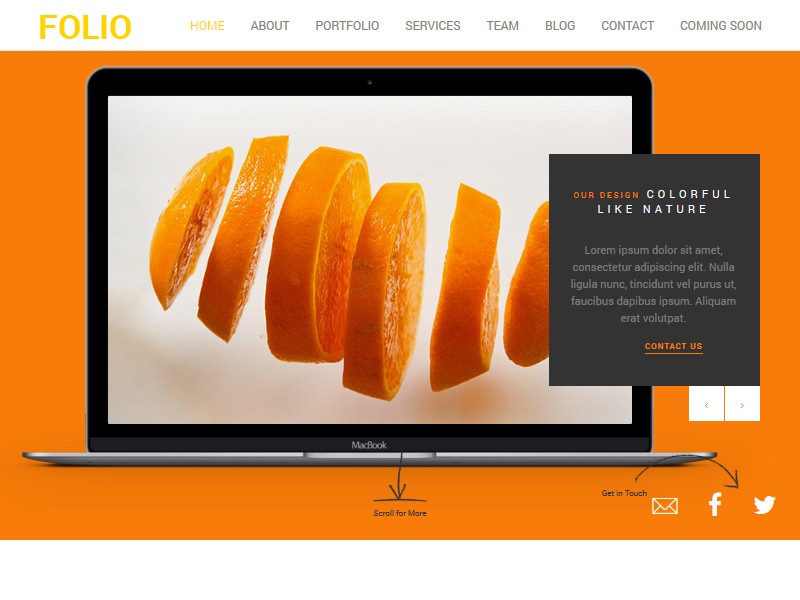 FOLIO
HOME ABOUT PORTFOLIO SERVICES TEAM BLOG CONTACT COMING SOON
OUR DESIGN COLORFUL
LIKE NATURE
Lorem ipsum dolor sit amet,
consectetur adipiscing elit. Nulla
ligula nunc, tincidunt vel purus ut,
faucibus dapibus ipsum. Aliquam
erat volutpat.
CONTACT US
MacBook
Get in Touch
Scroll for More